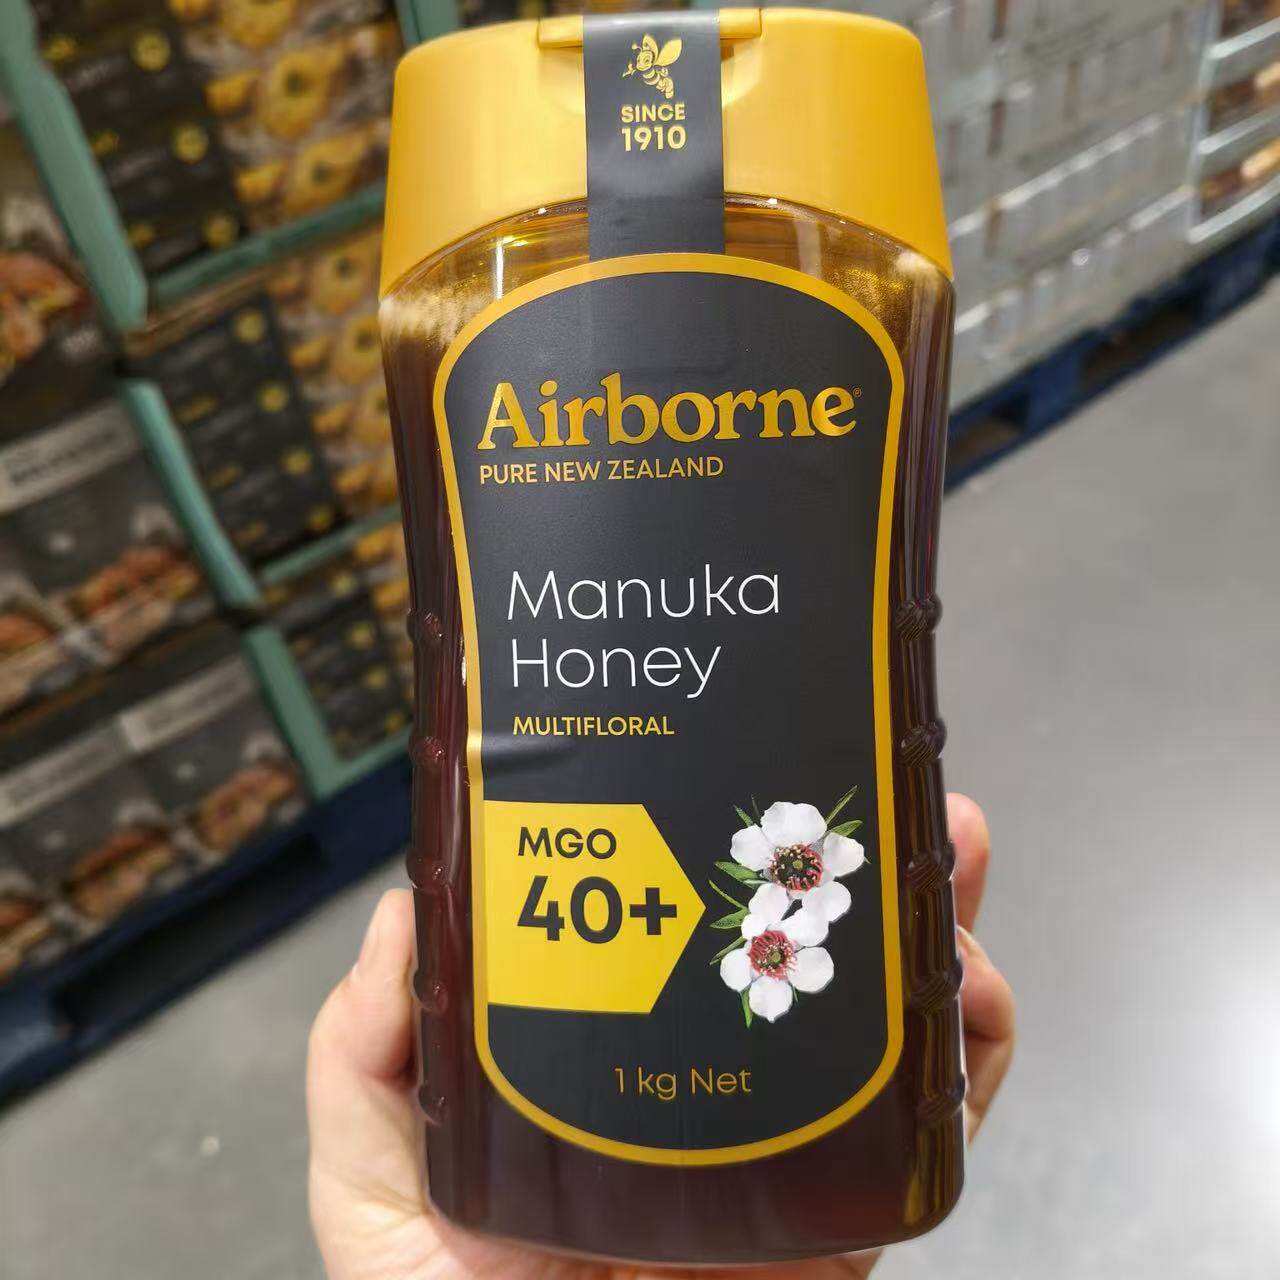 SINCE
1910
Airborne®
PURE NEW ZEALAND
Manuka
Honey
MULTIFLORAL
MGO
40+
1 kg Net